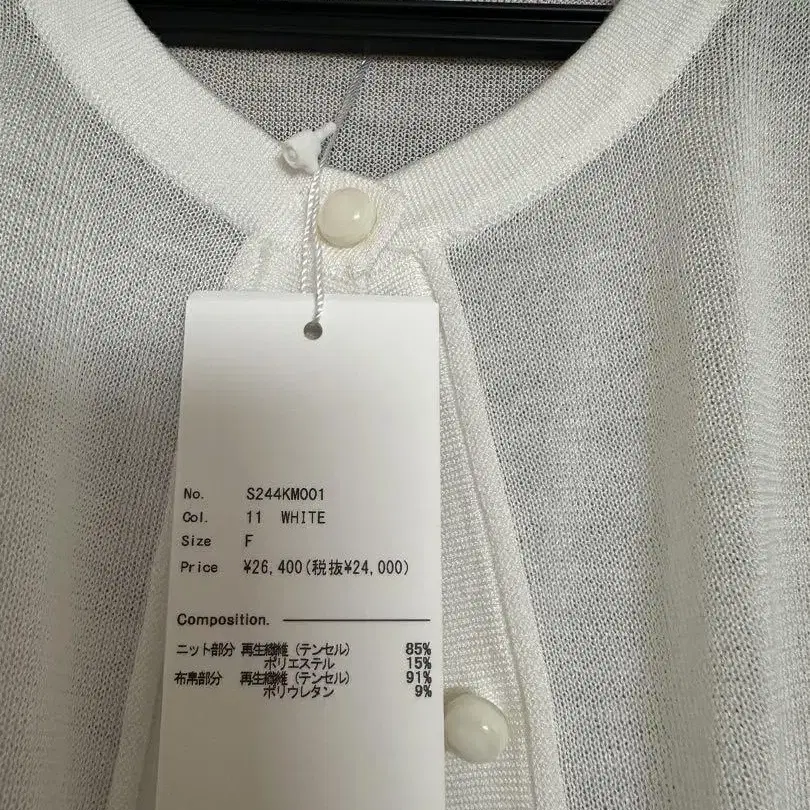 No. S244KM001
Col. 11 WHITE
Size F
Price ¥26,400(税抜¥24,000)
Composition.
ニット部分 再生繊維 (テンセル) 85%
ポリエステル 15%
布帛部分 再生繊維 (テンセル) 91%
ポリウレタン 9%